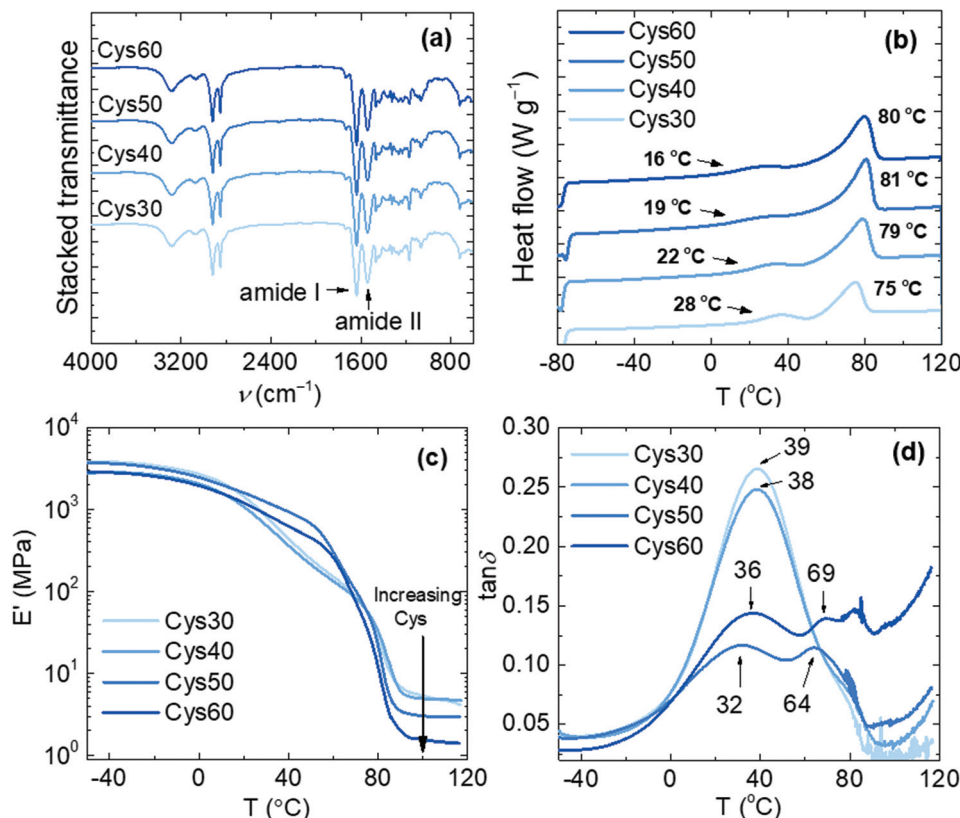 (a)
Cys60
Cys50
Cys40
Cys30
amide I
amide II
Stacked transmittance
4000 3200 2400 1600 800
ν (cm⁻¹)
(b)
Cys60
Cys50
Cys40
Cys30
80 °C
16 °C
81 °C
19 °C
79 °C
22 °C
75 °C
28 °C
Heat flow (W g⁻¹)
-80 -40 0 40 80 120
T (°C)
(c)
10⁴
10³
10²
10¹
10⁰
E' (MPa)
Increasing
Cys
Cys30
Cys40
Cys50
Cys60
-40 0 40 80 120
T (°C)
(d)
0.30
0.25
0.20
0.15
0.10
0.05
tanδ
Cys30
Cys40
Cys50
Cys60
39
38
36
69
32
64
-40 0 40 80 120
T (°C)